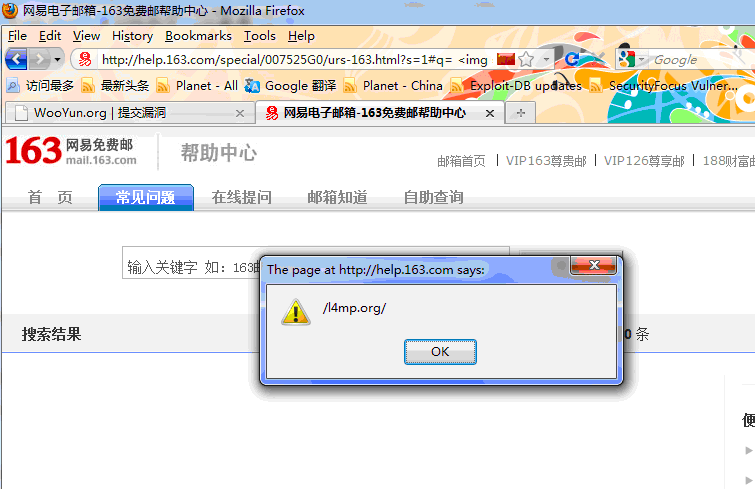 网易电子邮箱-163免费邮帮助中心 - Mozilla Firefox
File Edit View History Bookmarks Tools Help
http://help.163.com/special/007525G0/urs-163.html?s=1#q= <img
Google
访问最多 最新头条 Planet - All Google 翻译 Planet - China Exploit-DB updates SecurityFocus Vulner...
WooYun.org | 提交漏洞 网易电子邮箱-163免费邮帮助中心
163 网易免费邮
mail.163.com
帮助中心
邮箱首页 | VIP163尊贵邮 | VIP126尊享邮 | 188财富
首 页 常见问题 在线提问 邮箱知道 自助查询
输入关键字 如：163
The page at http://help.163.com says:
/l4mp.org/
OK
搜索结果
0 条